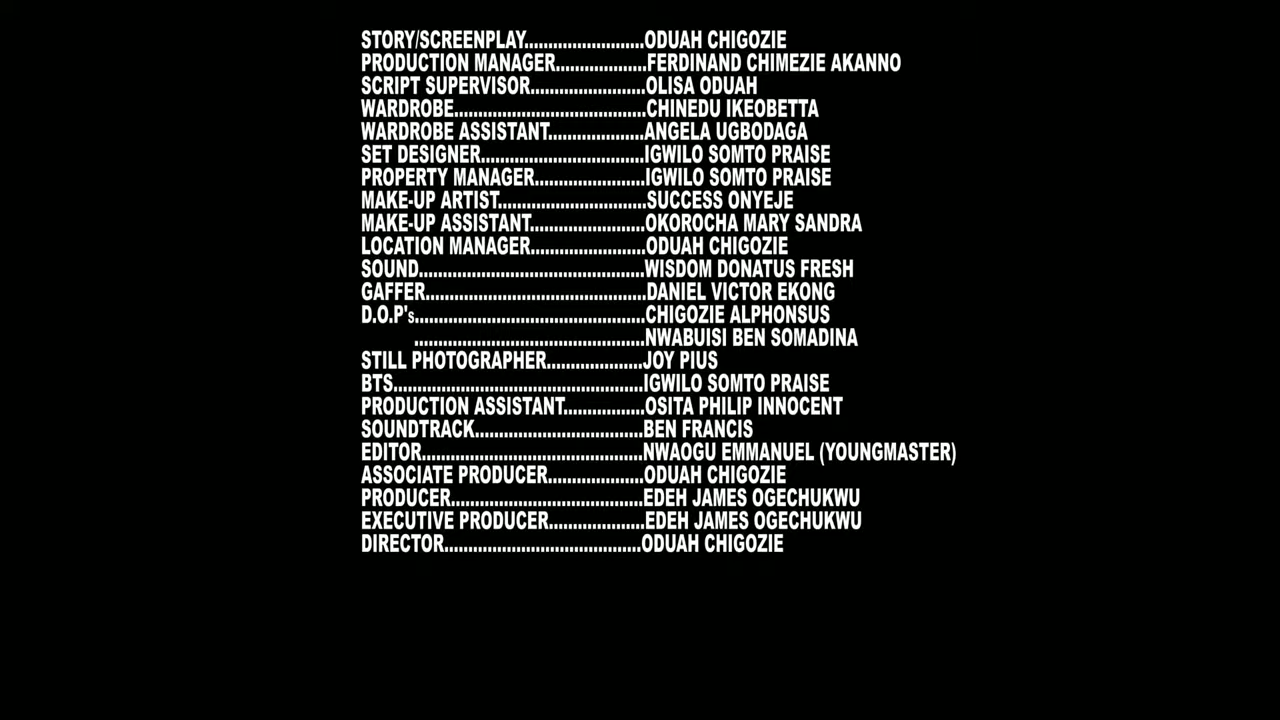 STORY/SCREENPLAY.........................ODUAH CHIGOZIE
PRODUCTION MANAGER...................FERDINAND CHIMEZIE AKANNO
SCRIPT SUPERVISOR........................OLISA ODUAH
WARDROBE........................................CHINEDU IKEOBETTA
WARDROBE ASSISTANT....................ANGELA UGBODAGA
SET DESIGNER..................................IGWILO SOMTO PRAISE
PROPERTY MANAGER.......................IGWILO SOMTO PRAISE
MAKE-UP ARTIST...............................SUCCESS ONYEJE
MAKE-UP ASSISTANT........................OKOROCHA MARY SANDRA
LOCATION MANAGER........................ODUAH CHIGOZIE
SOUND...............................................WISDOM DONATUS FRESH
GAFFER..............................................DANIEL VICTOR EKONG
D.O.P's................................................CHIGOZIE ALPHONSUS
................................................NWABUISI BEN SOMADINA
STILL PHOTOGRAPHER....................JOY PIUS
BTS....................................................IGWILO SOMTO PRAISE
PRODUCTION ASSISTANT.................OSITA PHILIP INNOCENT
SOUNDTRACK...................................BEN FRANCIS
EDITOR..............................................NWAOGU EMMANUEL (YOUNGMASTER)
ASSOCIATE PRODUCER....................ODUAH CHIGOZIE
PRODUCER........................................EDEH JAMES OGECHUKWU
EXECUTIVE PRODUCER....................EDEH JAMES OGECHUKWU
DIRECTOR.........................................ODUAH CHIGOZIE